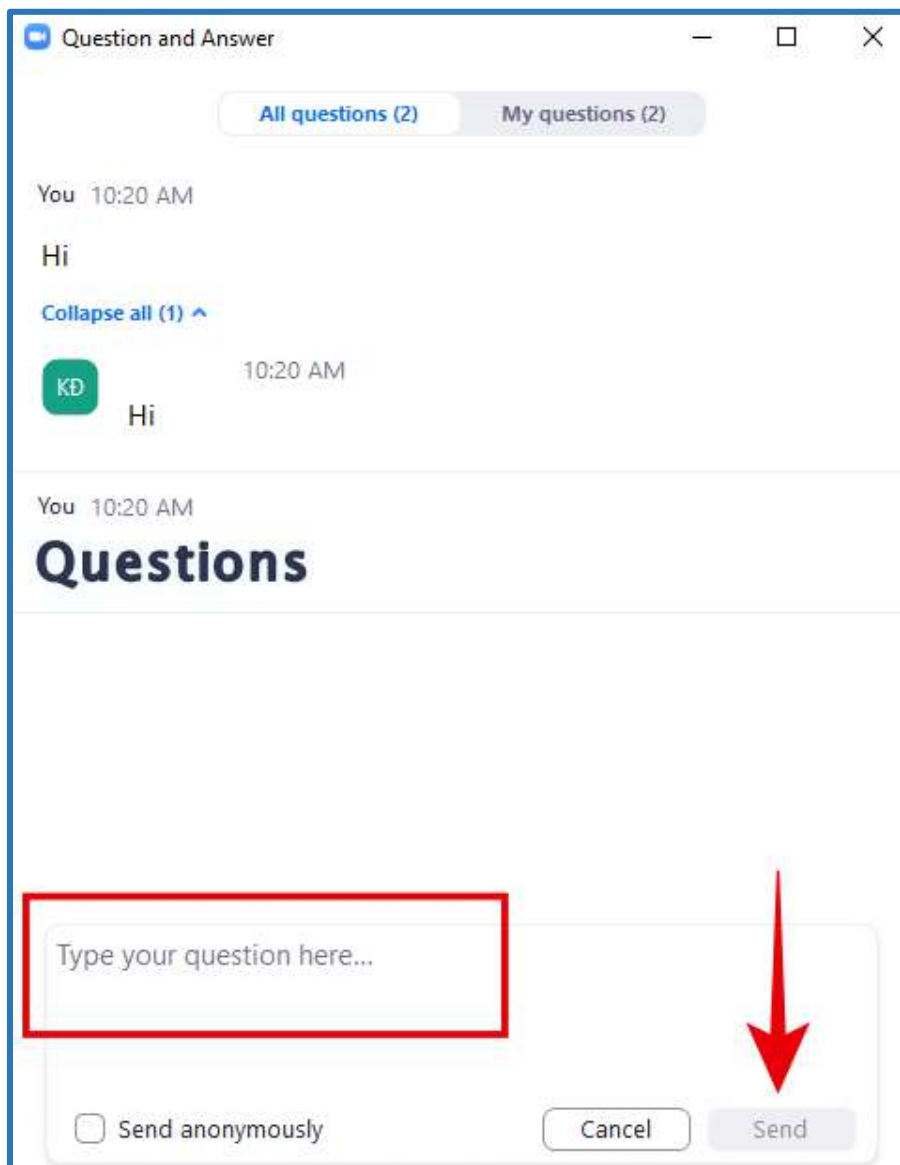 Question and Answer
All questions (2) My questions (2)
You 10:20 AM
Hi
Collapse all (1)
10:20 AM
KĐ
Hi
You 10:20 AM
Questions
Type your question here...
Send anonymously Cancel Send